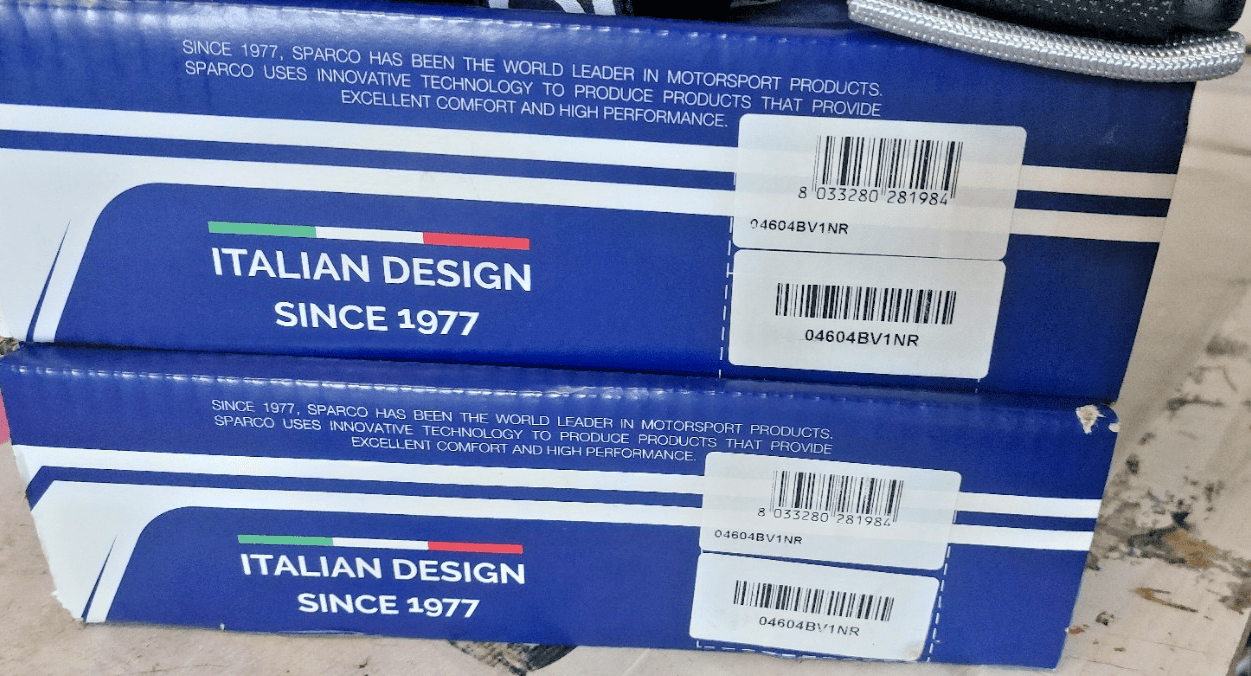 SINCE 1977, SPARCO HAS BEEN THE WORLD LEADER IN MOTORSPORT PRODUCTS.
SPARCO USES INNOVATIVE TECHNOLOGY TO PRODUCE PRODUCTS THAT PROVIDE
EXCELLENT COMFORT AND HIGH PERFORMANCE.
8 033280 281984
04604BV1NR
04604BV1NR
ITALIAN DESIGN
SINCE 1977
SINCE 1977, SPARCO HAS BEEN THE WORLD LEADER IN MOTORSPORT PRODUCTS.
SPARCO USES INNOVATIVE TECHNOLOGY TO PRODUCE PRODUCTS THAT PROVIDE
EXCELLENT COMFORT AND HIGH PERFORMANCE.
8 033280 281984
04604BV1NR
04604BV1NR
ITALIAN DESIGN
SINCE 1977